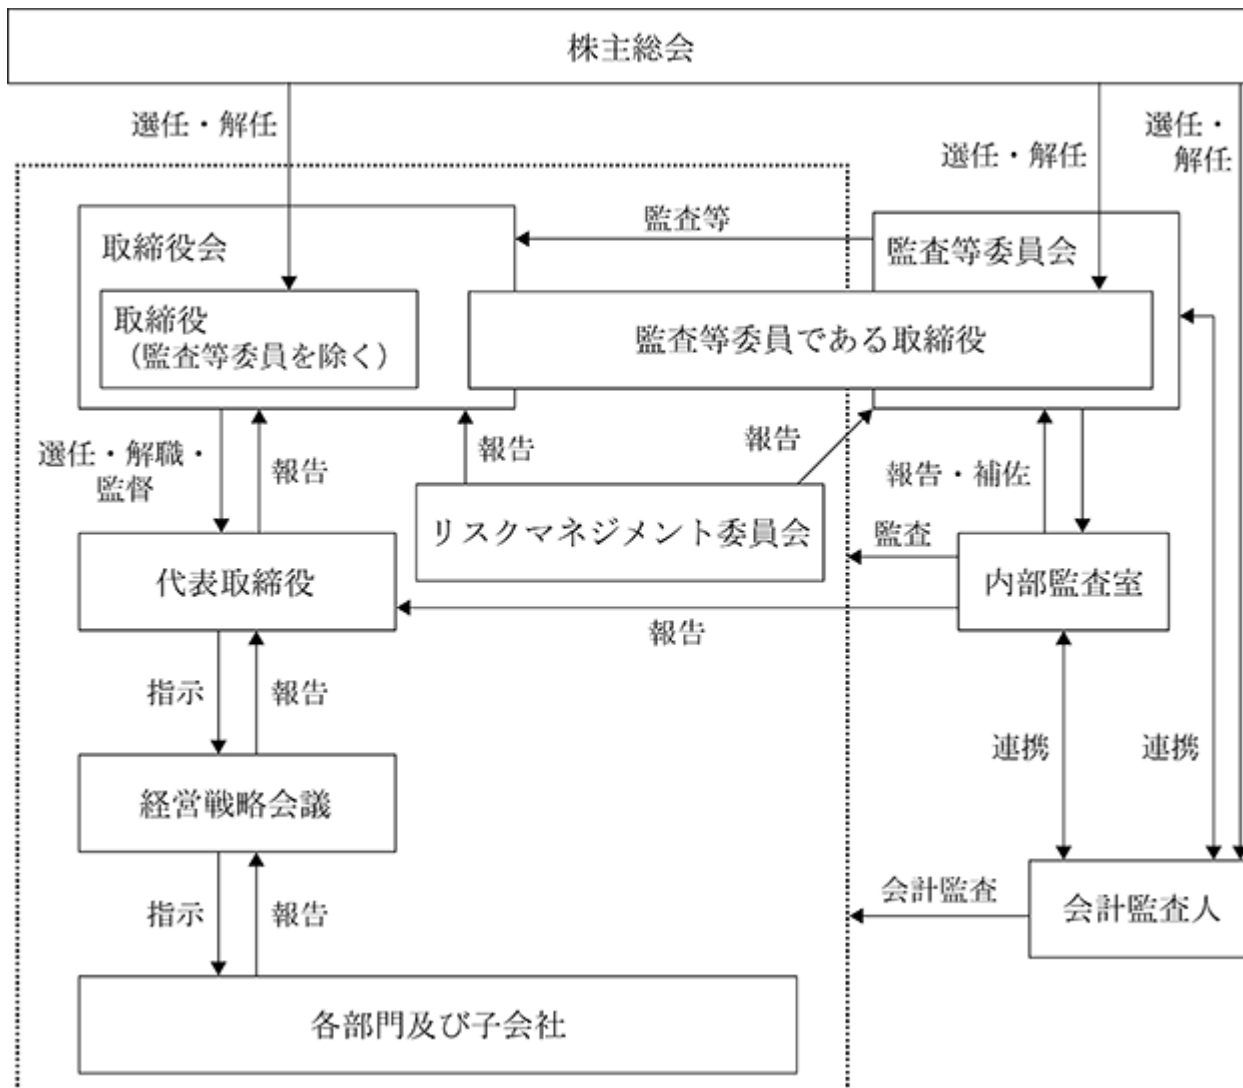 株主総会
選任・解任
選任・解任
選任・
解任
監査等
取締役会
監査等委員会
取締役
(監査等委員を除く)
監査等委員である取締役
選任・解職・
監督
報告
報告
報告
報告・補佐
リスクマネジメント委員会
監査
代表取締役
内部監査室
報告
指示
報告
連携
連携
経営戦略会議
指示
報告
会計監査
会計監査人
各部門及び子会社